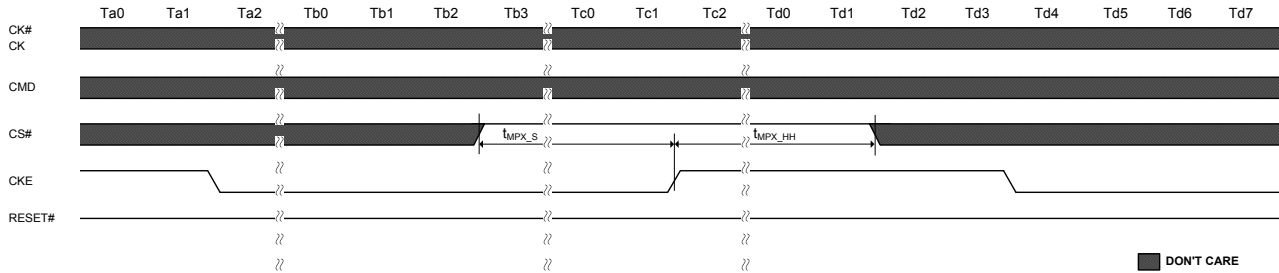 Ta0 Ta1 Ta2 Tb0 Tb1 Tb2 Tb3 Tc0 Tc1 Tc2 Td0 Td1 Td2 Td3 Td4 Td5 Td6 Td7
CK#
CK
CMD
CS#
tMPX_S tMPX_HH
CKE
RESET#
DON'T CARE